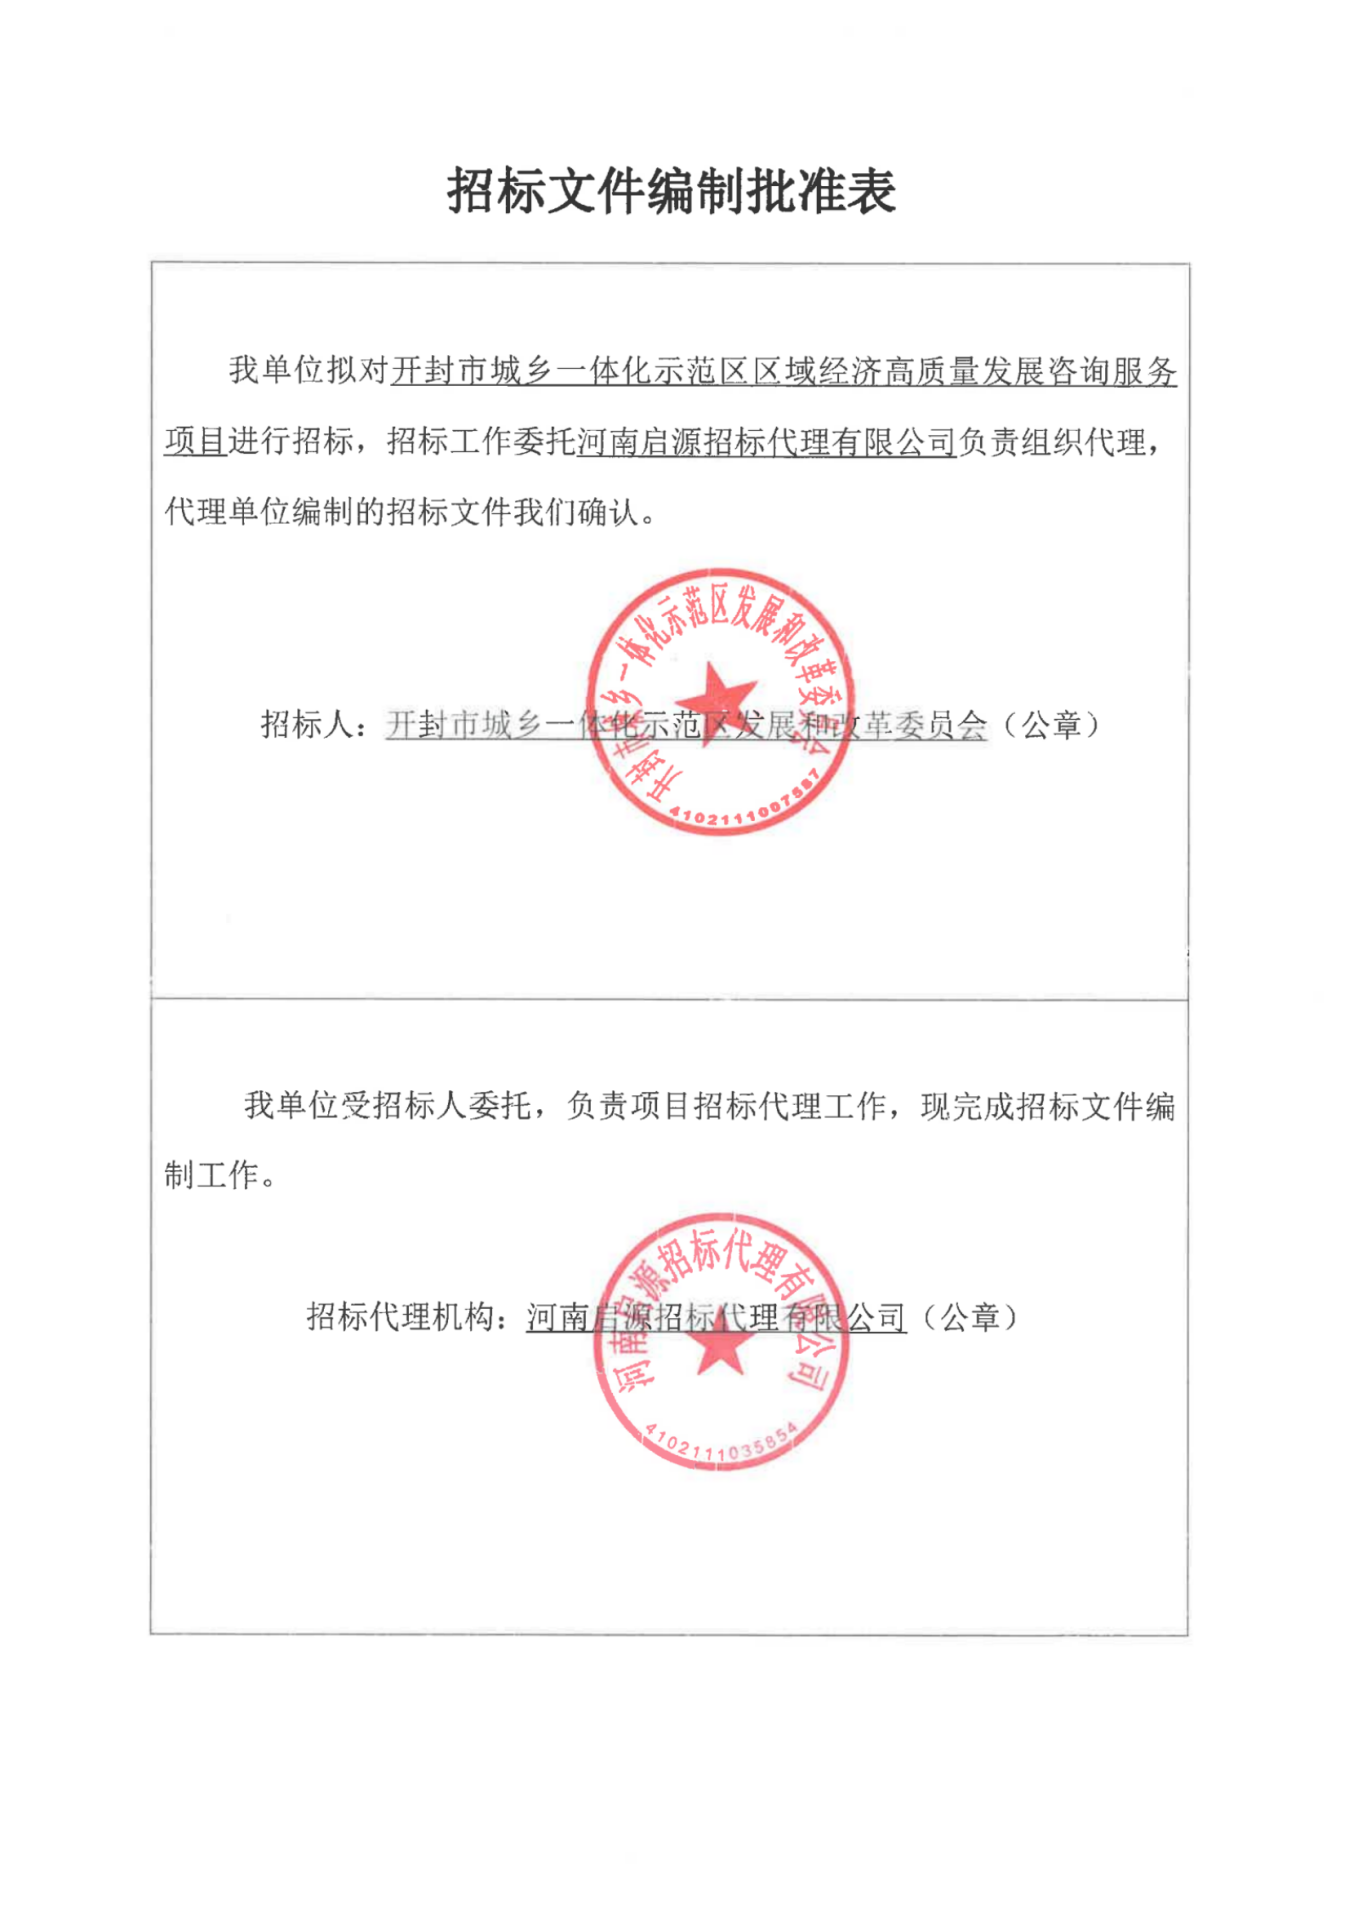 招标文件编制批准表
我单位拟对开封市城乡一体化示范区区域经济高质量发展咨询服务
项目进行招标，招标工作委托河南启源招标代理有限公司负责组织代理，
代理单位编制的招标文件我们确认。
招标人：开封市城乡一体化示范区发展和改革委员会（公章）
开封市城乡一体化示范区发展和改革委员会
4102111007587
我单位受招标人委托，负责项目招标代理工作，现完成招标文件编
制工作。
招标代理机构：河南启源招标代理有限公司（公章）
河南启源招标代理有限公司
4102111035854